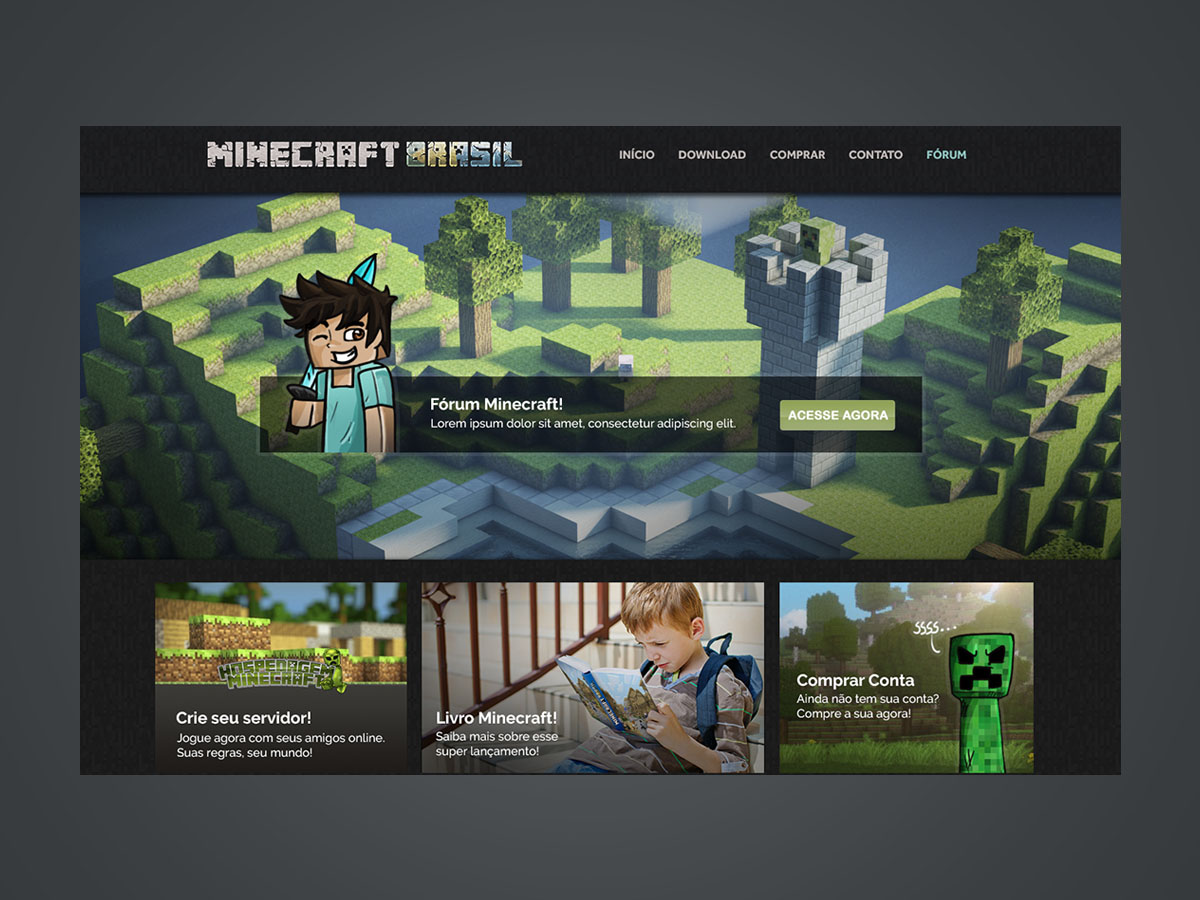 MINECRAFT BRASIL
INÍCIO DOWNLOAD COMPRAR CONTATO FÓRUM
Fórum Minecraft!
Lorem ipsum dolor sit amet, consectetur adipiscing elit.
ACESSE AGORA
HOSPEDAGEM
MINECRAFT
Crie seu servidor!
Jogue agora com seus amigos online.
Suas regras, seu mundo!
Livro Minecraft!
Saiba mais sobre esse
super lançamento!
ssss...
Comprar Conta
Ainda não tem sua conta?
Compre a sua agora!